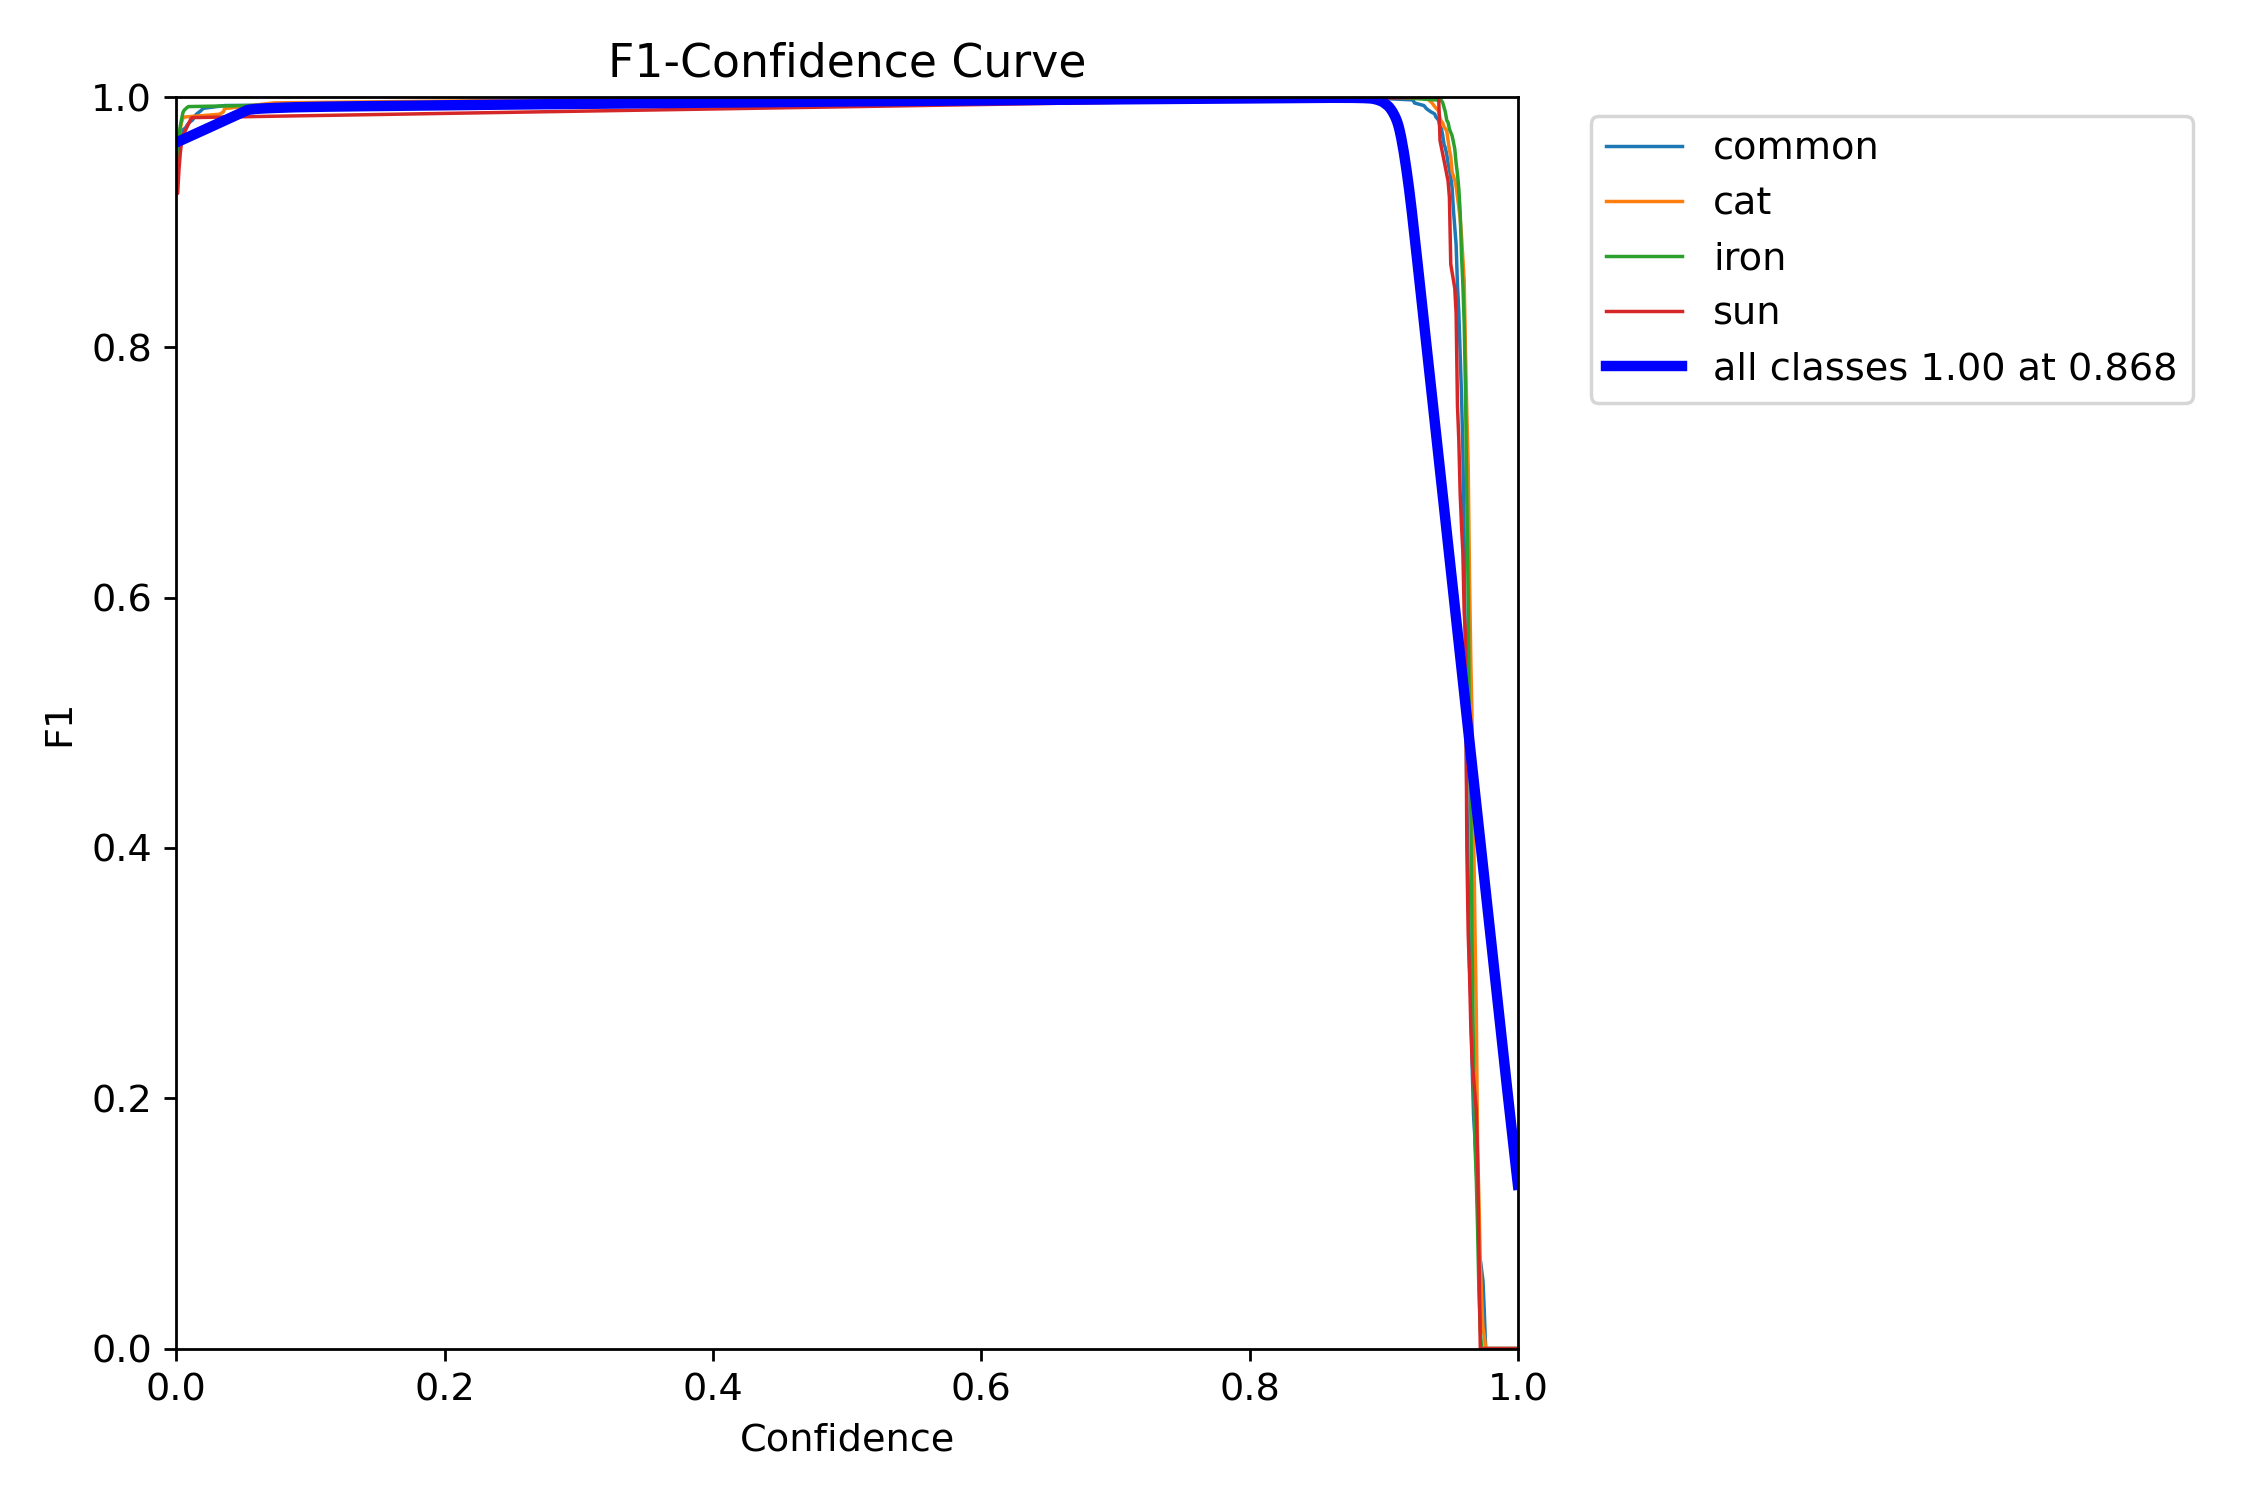 F1-Confidence Curve
1.0
0.8
0.6
0.4
0.2
0.0
F1
0.0 0.2 0.4 0.6 0.8 1.0
Confidence
common
cat
iron
sun
all classes 1.00 at 0.868